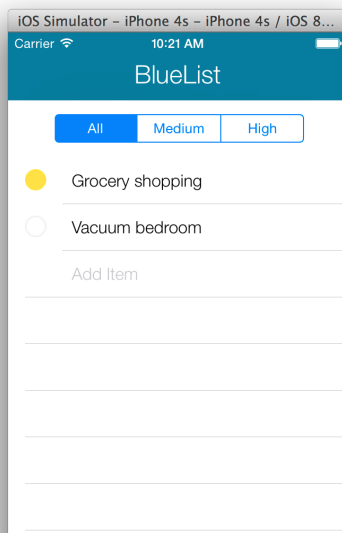 iOS Simulator – iPhone 4s – iPhone 4s / iOS 8...
Carrier 10:21 AM
BlueList
All Medium High
Grocery shopping
Vacuum bedroom
Add Item